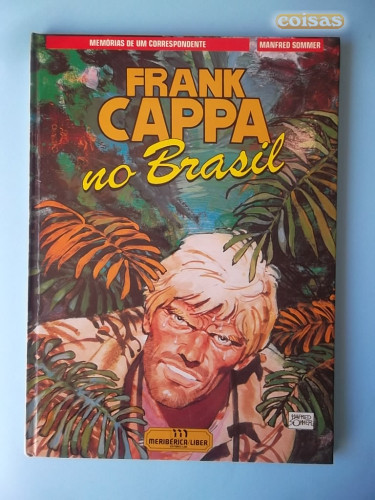 coisas
MEMÓRIAS DE UM CORRESPONDENTE
MANFRED SOMMER
FRANK
CAPPA
no Brasil
MANFRED
SOMMER
MERIBÉRICA/LIBER